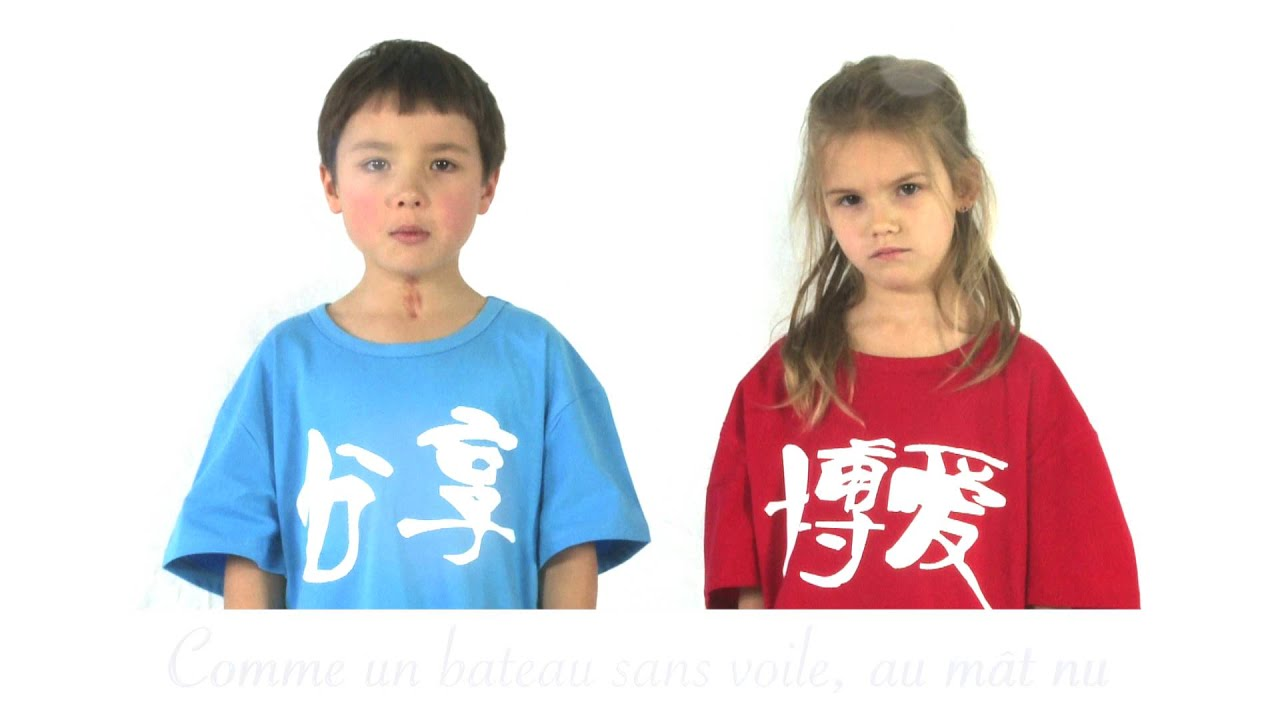 分享
博爱
Comme un bateau sans voile, au mât nu